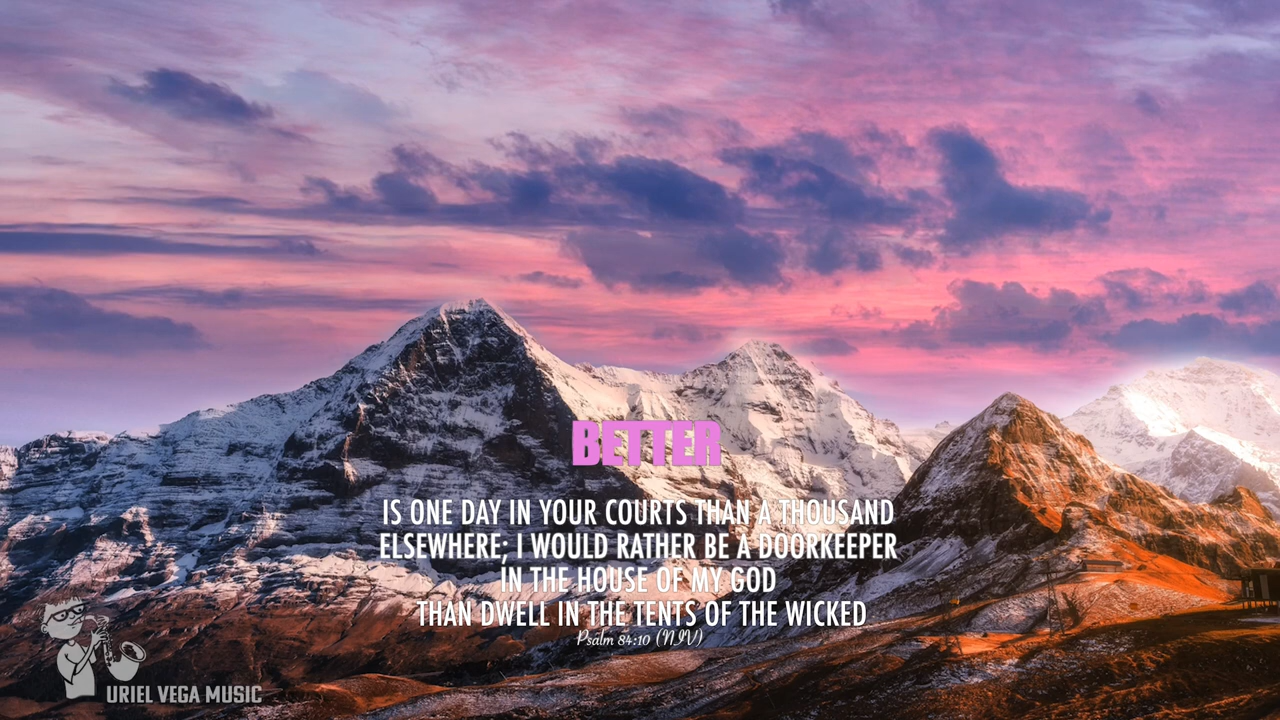 BETTER
IS ONE DAY IN YOUR COURTS THAN A THOUSAND
ELSEWHERE; I WOULD RATHER BE A DOORKEEPER
IN THE HOUSE OF MY GOD
THAN DWELL IN THE TENTS OF THE WICKED
Psalm 84:10 (NIV)
URIEL VEGA MUSIC